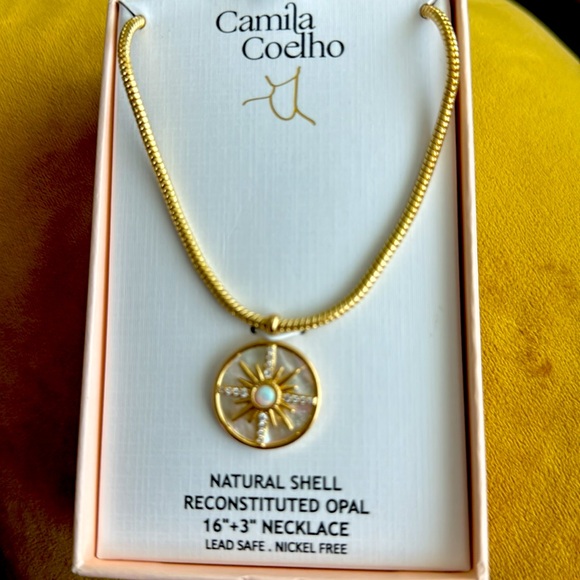 Camila
Coelho
NATURAL SHELL
RECONSTITUTED OPAL
16"+3" NECKLACE
LEAD SAFE . NICKEL FREE